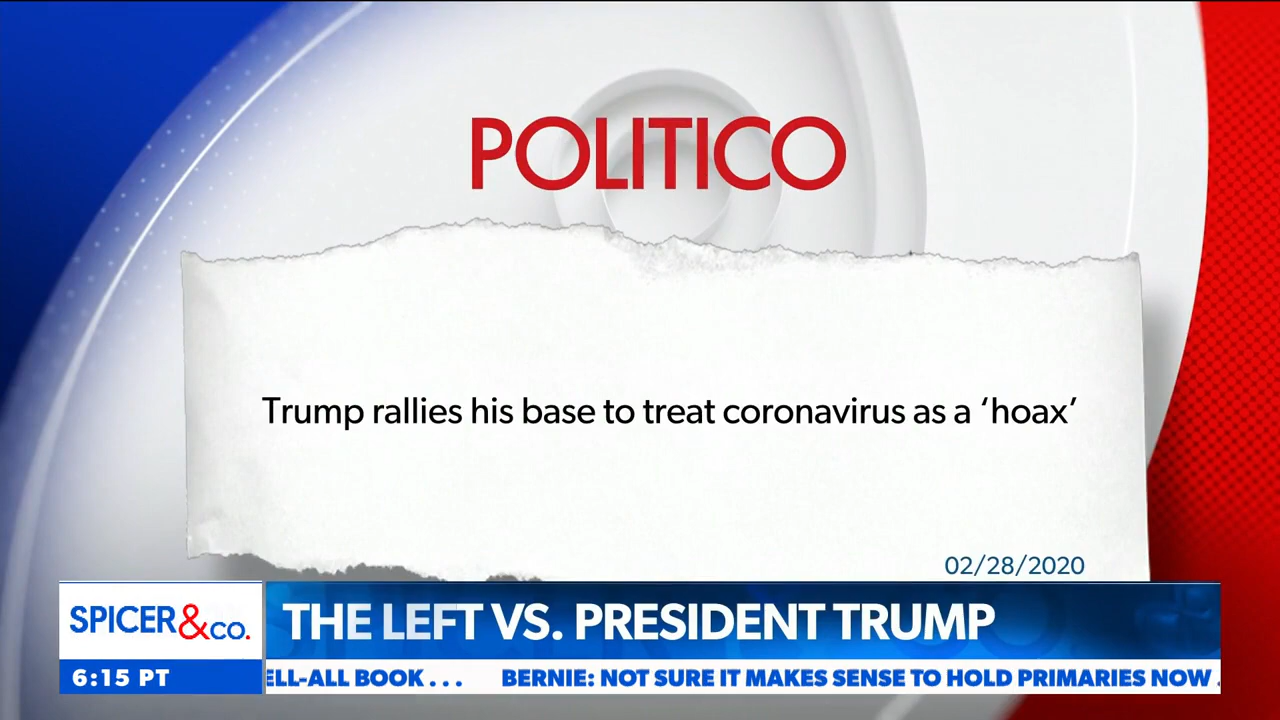 POLITICO
Trump rallies his base to treat coronavirus as a ‘hoax’
02/28/2020
SPICER&CO.
THE LEFT VS. PRESIDENT TRUMP
6:15 PT
ELL-ALL BOOK . . . BERNIE: NOT SURE IT MAKES SENSE TO HOLD PRIMARIES NOW .